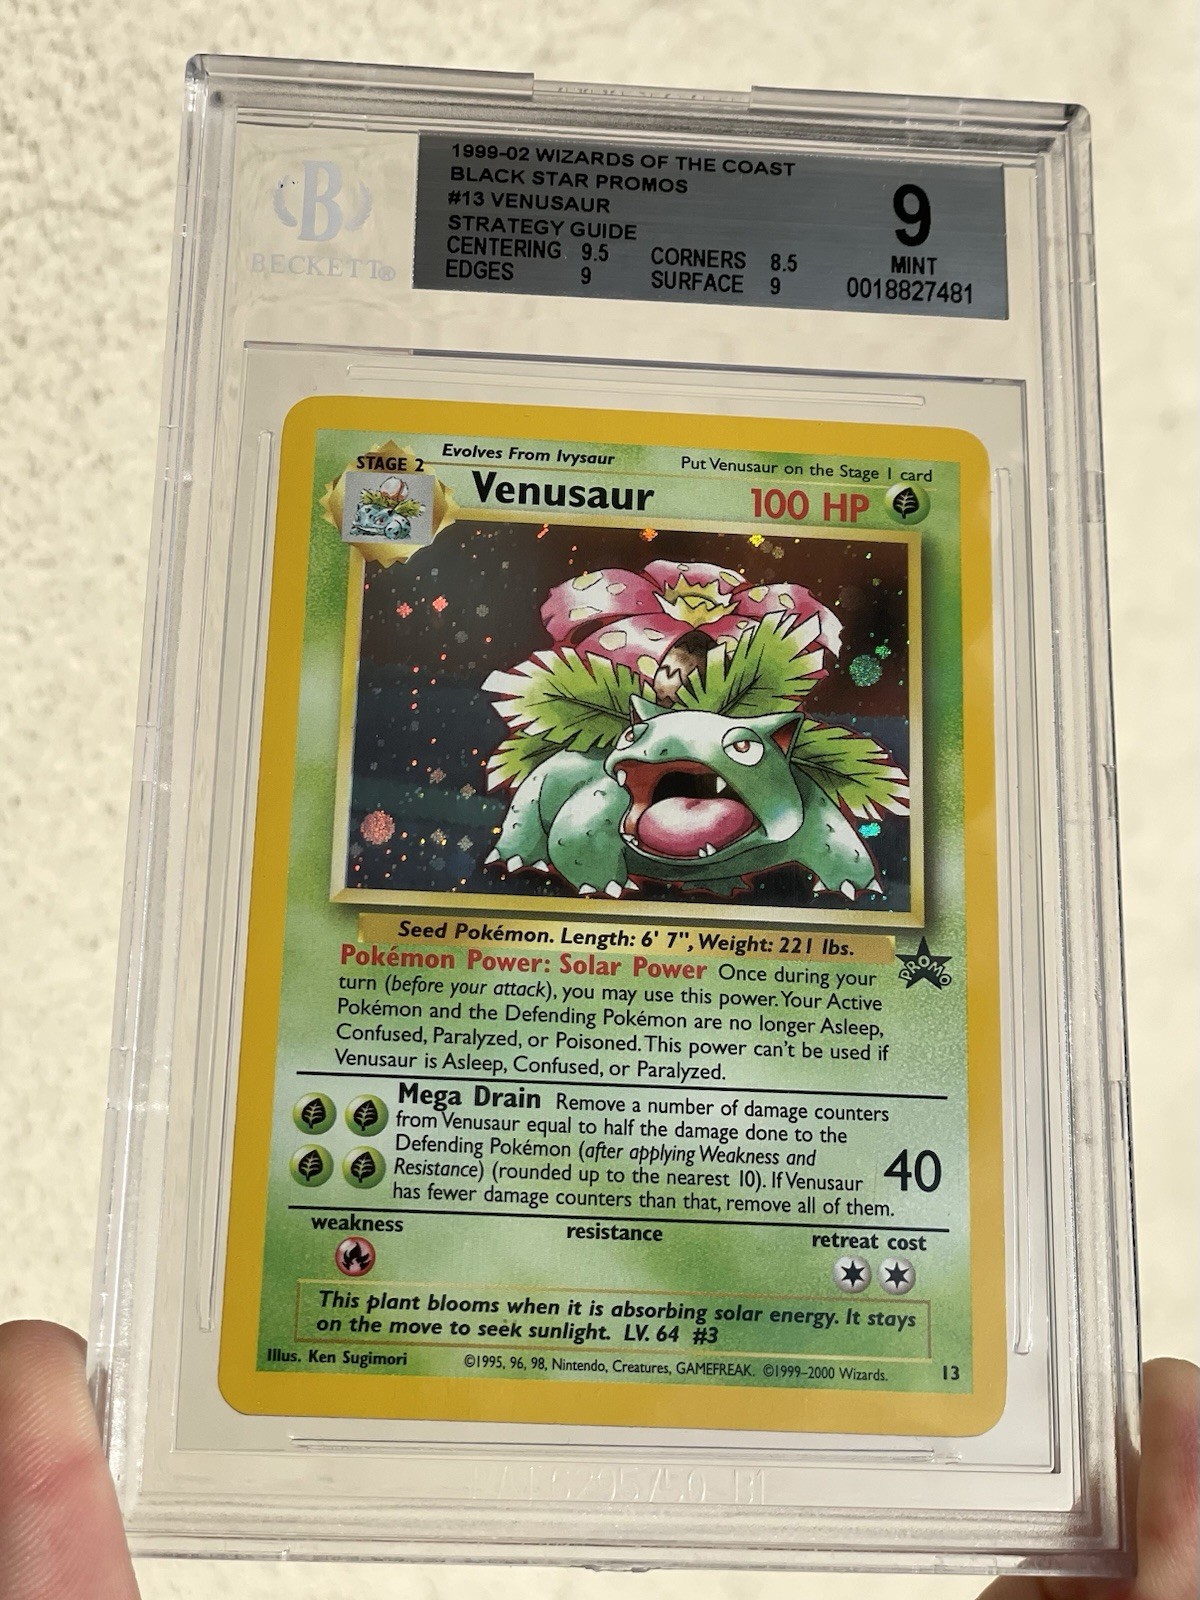 B
BECKETT®
1999-02 WIZARDS OF THE COAST
BLACK STAR PROMOS
#13 VENUSAUR
STRATEGY GUIDE
CENTERING 9.5 CORNERS 8.5
EDGES 9 SURFACE 9
9
MINT
0018827481
STAGE 2
Evolves From Ivysaur
Put Venusaur on the Stage 1 card
Venusaur
100 HP
Seed Pokémon. Length: 6' 7", Weight: 221 lbs.
PROMO
Pokémon Power: Solar Power Once during your
turn (before your attack), you may use this power. Your Active
Pokémon and the Defending Pokémon are no longer Asleep,
Confused, Paralyzed, or Poisoned. This power can't be used if
Venusaur is Asleep, Confused, or Paralyzed.
Mega Drain Remove a number of damage counters
from Venusaur equal to half the damage done to the
Defending Pokémon (after applying Weakness and
Resistance) (rounded up to the nearest 10). If Venusaur
has fewer damage counters than that, remove all of them.
40
weakness
resistance
retreat cost
This plant blooms when it is absorbing solar energy. It stays
on the move to seek sunlight. LV. 64 #3
Illus. Ken Sugimori
©1995, 96, 98, Nintendo, Creatures, GAMEFREAK. ©1999-2000 Wizards.
13